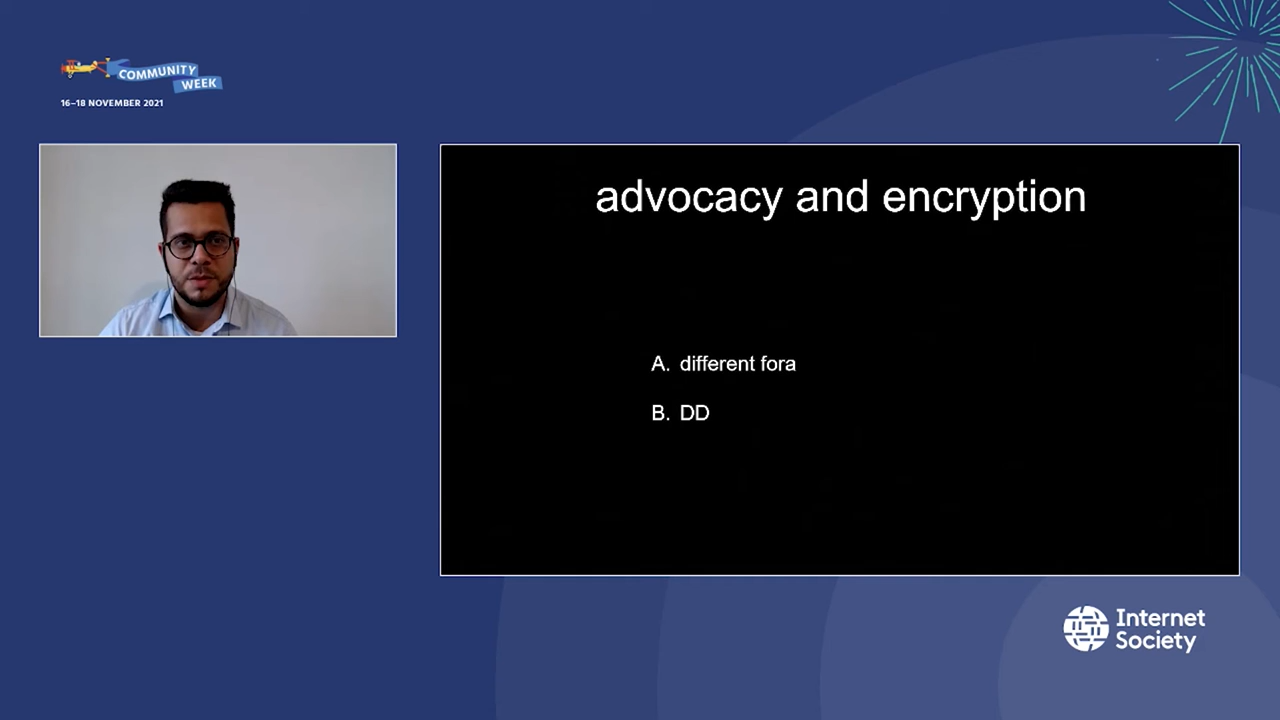 COMMUNITY
WEEK
16–18 NOVEMBER 2021
advocacy and encryption
A. different fora
B. DD
Internet
Society